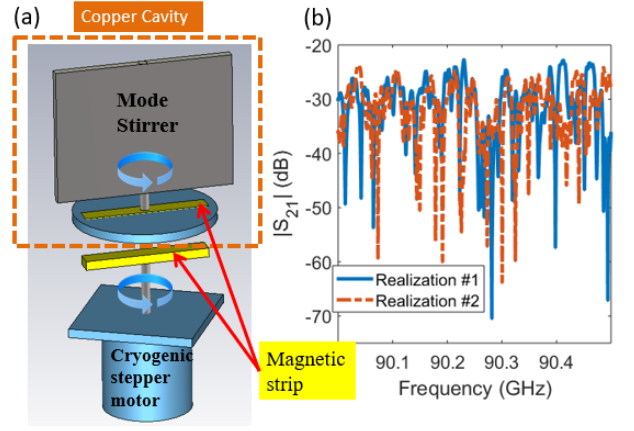 (a)
Copper Cavity
Mode
Stirrer
Cryogenic
stepper
motor
Magnetic
strip
(b)
-20
-30
-40
-50
-60
-70
|S21| (dB)
Realization #1
Realization #2
90.1 90.2 90.3 90.4
Frequency (GHz)